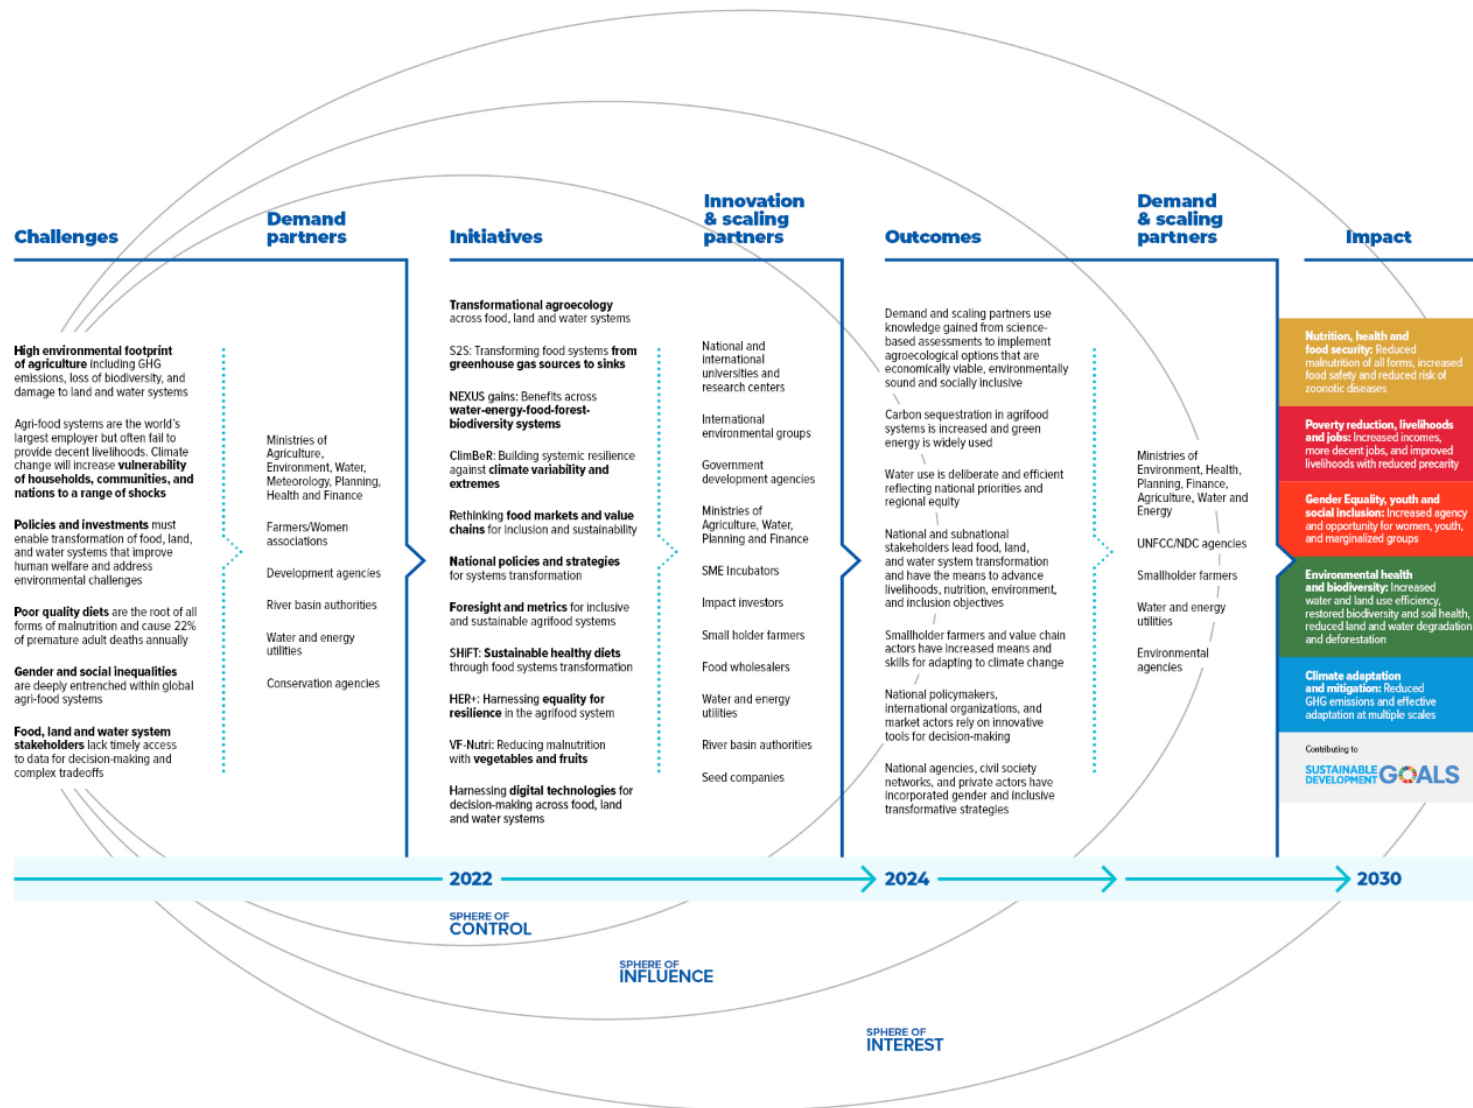 Challenges
High environmental footprint
of agriculture including GHG
emissions, loss of biodiversity, and
damage to land and water systems
Agri-food systems are the world's
largest employer but often fail to
provide decent livelihoods. Climate
change will increase vulnerability
of households, communities, and
nations to a range of shocks
Policies and investments must
enable transformation of food, land,
and water systems that improve
human welfare and address
environmental challenges
Poor quality diets are the root of all
forms of malnutrition and cause 22%
of premature adult deaths annually
Gender and social inequalities
are deeply entrenched within global
agri-food systems
Food, land and water system
stakeholders lack timely access
to data for decision-making and
complex tradeoffs
Demand
partners
Ministries of
Agriculture,
Environment, Water,
Meteorology, Planning,
Health and Finance
Farmers/Women
associations
Development agencies
River basin authorities
Water and energy
utilities
Conservation agencies
Initiatives
Transformational agroecology
across food, land and water systems
S2S: Transforming food systems from
greenhouse gas sources to sinks
NEXUS gains: Benefits across
water-energy-food-forest-
biodiversity systems
ClimBeR: Building systemic resilience
against climate variability and
extremes
Rethinking food markets and value
chains for inclusion and sustainability
National policies and strategies
for systems transformation
Foresight and metrics for inclusive
and sustainable agrifood systems
SHiFT: Sustainable healthy diets
through food systems transformation
HER+: Harnessing equality for
resilience in the agrifood system
VF-Nutri: Reducing malnutrition
with vegetables and fruits
Harnessing digital technologies for
decision-making across food, land
and water systems
Innovation
& scaling
partners
National and
international
universities and
research centers
International
environmental groups
Government
development agencies
Ministries of
Agriculture, Water,
Planning and Finance
SME Incubators
Impact investors
Small holder farmers
Food wholesalers
Water and energy
utilities
River basin authorities
Seed companies
Outcomes
Demand and scaling partners use
knowledge gained from science-
based assessments to implement
agroecological options that are
economically viable, environmentally
sound and socially inclusive
Carbon sequestration in agrifood
systems is increased and green
energy is widely used
Water use is deliberate and efficient
reflecting national priorities and
regional equity
National and subnational
stakeholders lead food, land,
and water system transformation
and have the means to advance
livelihoods, nutrition, environment,
and inclusion objectives
Smallholder farmers and value chain
actors have increased means and
skills for adapting to climate change
National policymakers,
international organizations, and
market actors rely on innovative
tools for decision-making
National agencies, civil society
networks, and private actors have
incorporated gender and inclusive
transformative strategies
Demand
& scaling
partners
Ministries of
Environment, Health,
Planning, Finance,
Agriculture, Water and
Energy
UNFCC/NDC agencies
Smallholder farmers
Water and energy
utilities
Environmental
agencies
Impact
Nutrition, health and
food security: Reduced
malnutrition of all forms, increased
food safety and reduced risk of
zoonotic diseases
Poverty reduction, livelihoods
and jobs: Increased incomes,
more decent jobs, and improved
livelihoods with reduced precarity
Gender Equality, youth and
social inclusion: Increased agency
and opportunity for women, youth,
and marginalized groups
Environmental health
and biodiversity: Increased
water and land use efficiency,
restored biodiversity and soil health,
reduced land and water degradation
and deforestation
Climate adaptation
and mitigation: Reduced
GHG emissions and effective
adaptation at multiple scales
Contributing to
SUSTAINABLE
DEVELOPMENT GOALS
2022
2024
2030
SPHERE OF
CONTROL
SPHERE OF
INFLUENCE
SPHERE OF
INTEREST